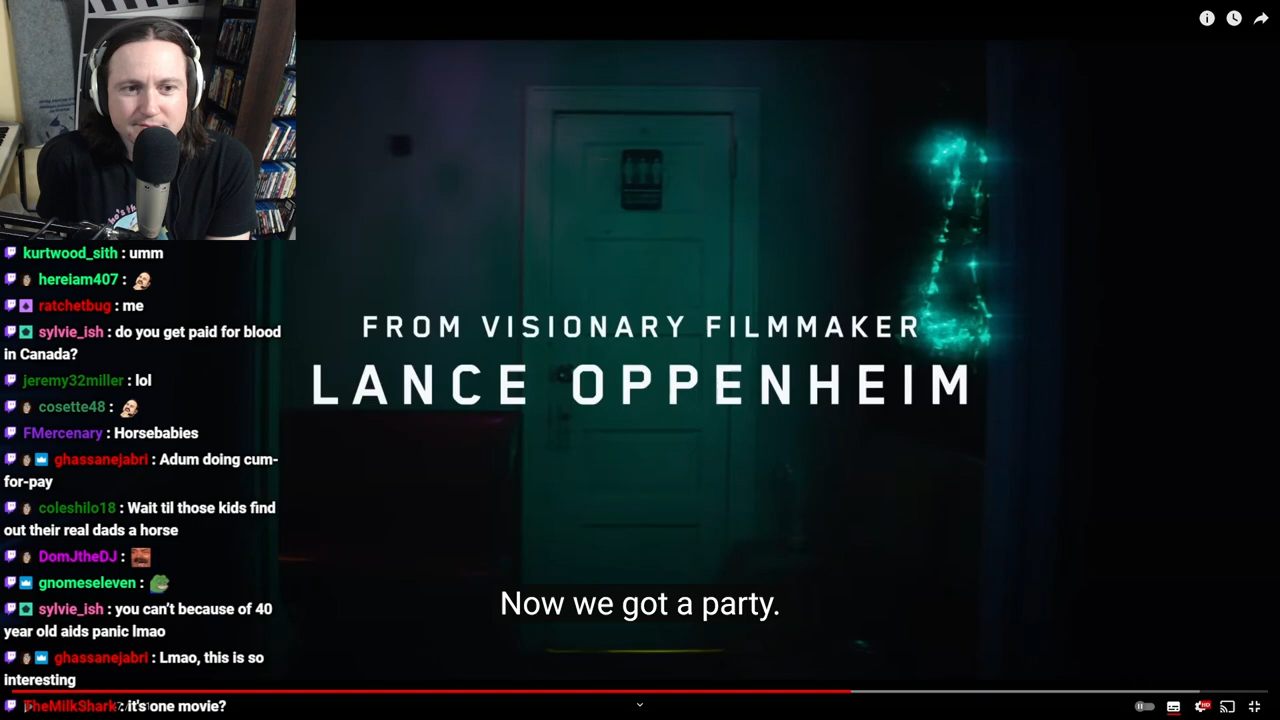 kurtwood_sith : umm
hereiam407 :
ratchetbug : me
sylvie_ish : do you get paid for blood
in Canada?
jeremy32miller : lol
cosette48 :
FMercenary : Horsebabies
ghassanejabri : Adum doing cum-
for-pay
coleshilo18 : Wait til those kids find
out their real dads a horse
DomJtheDJ :
gnomeseleven :
sylvie_ish : you can't because of 40
year old aids panic lmao
ghassanejabri : Lmao, this is so
interesting
TheMilkShark : it's one movie?
FROM VISIONARY FILMMAKER
LANCE OPPENHEIM
Now we got a party.
HD